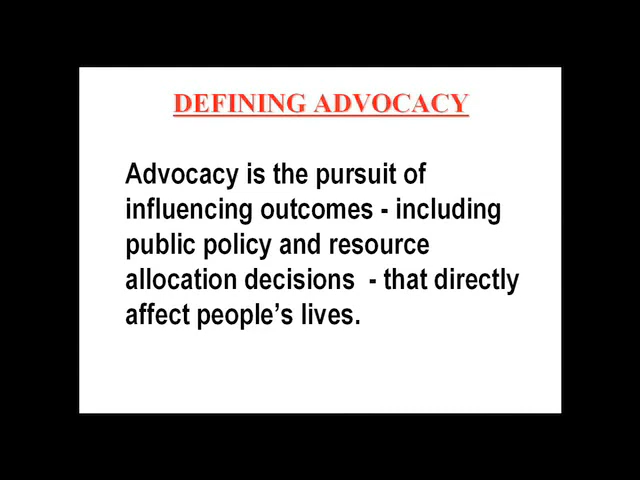 DEFINING ADVOCACY
Advocacy is the pursuit of
influencing outcomes - including
public policy and resource
allocation decisions - that directly
affect people’s lives.